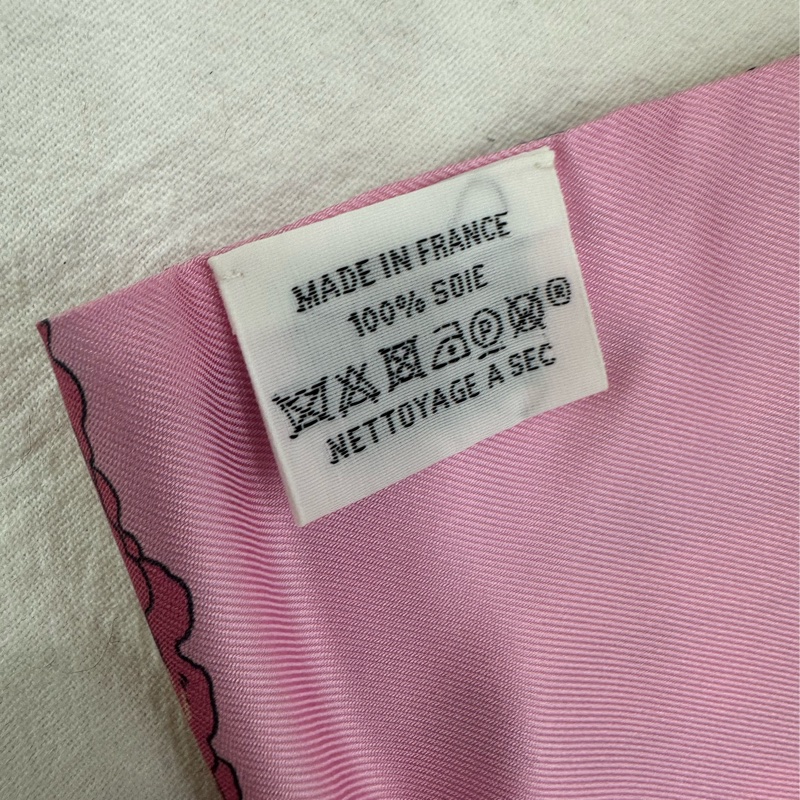 MADE IN FRANCE
100% SOIE
P ®
NETTOYAGE A SEC